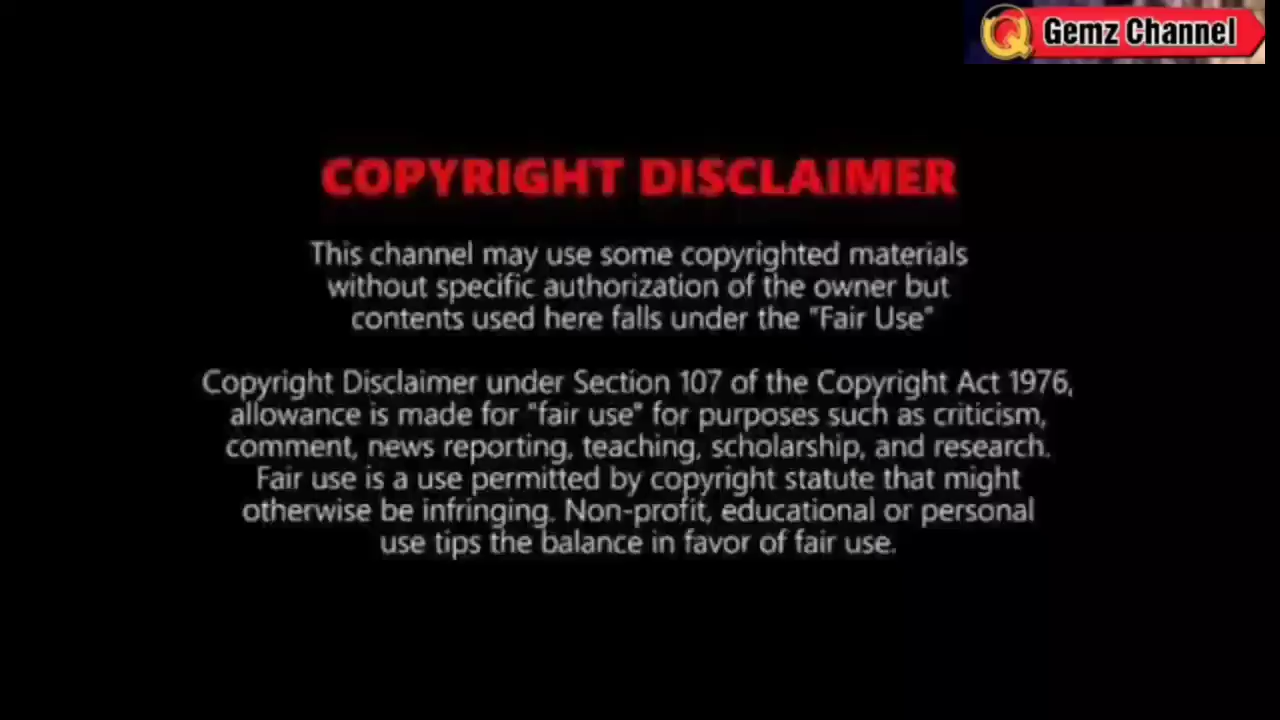 Gemz Channel
COPYRIGHT DISCLAIMER
This channel may use some copyrighted materials
without specific authorization of the owner but
contents used here falls under the "Fair Use"
Copyright Disclaimer under Section 107 of the Copyright Act 1976,
allowance is made for "fair use" for purposes such as criticism,
comment, news reporting, teaching, scholarship, and research.
Fair use is a use permitted by copyright statute that might
otherwise be infringing. Non-profit, educational or personal
use tips the balance in favor of fair use.